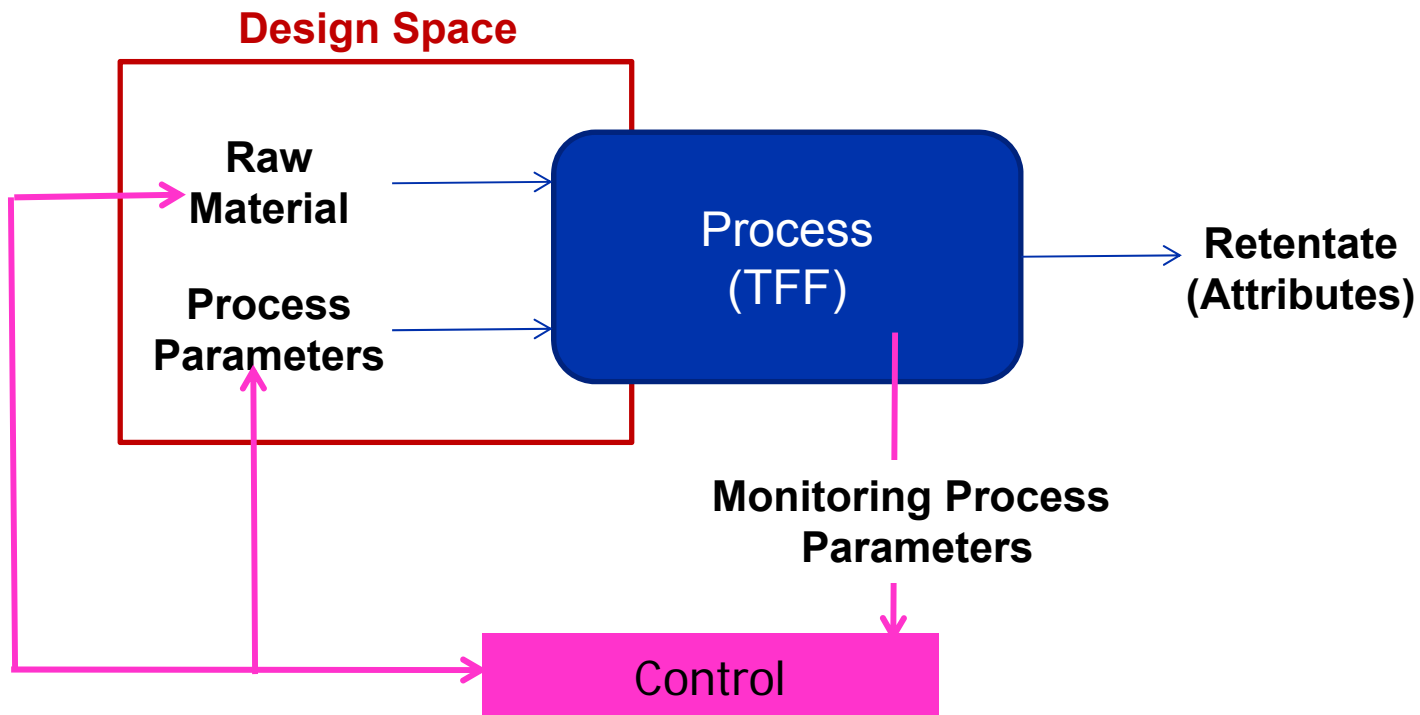 Design Space
Raw
Material
Process
Parameters
Process
(TFF)
Retentate
(Attributes)
Monitoring Process
Parameters
Control